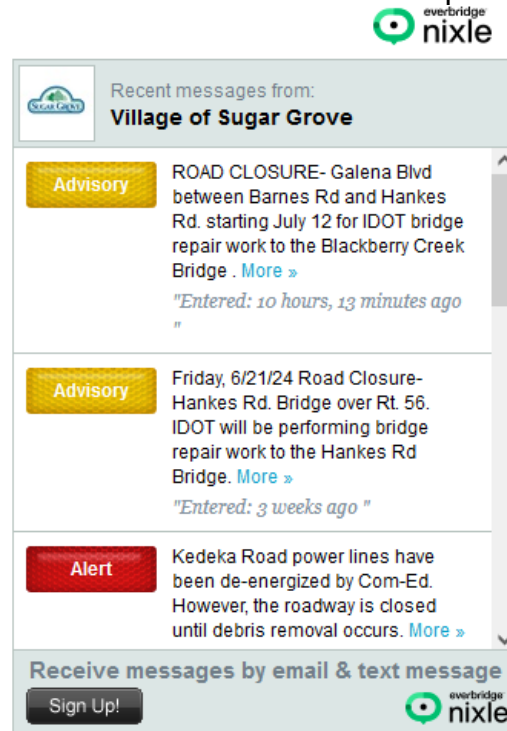 everbridge
nixle
SUGAR GROVE
Recent messages from:
Village of Sugar Grove
Advisory
ROAD CLOSURE- Galena Blvd
between Barnes Rd and Hankes
Rd. starting July 12 for IDOT bridge
repair work to the Blackberry Creek
Bridge . More »
"Entered: 10 hours, 13 minutes ago
"
Advisory
Friday, 6/21/24 Road Closure-
Hankes Rd. Bridge over Rt. 56.
IDOT will be performing bridge
repair work to the Hankes Rd
Bridge. More »
"Entered: 3 weeks ago "
Alert
Kedeka Road power lines have
been de-energized by Com-Ed.
However, the roadway is closed
until debris removal occurs. More »
Receive messages by email & text message
Sign Up!
everbridge
nixle